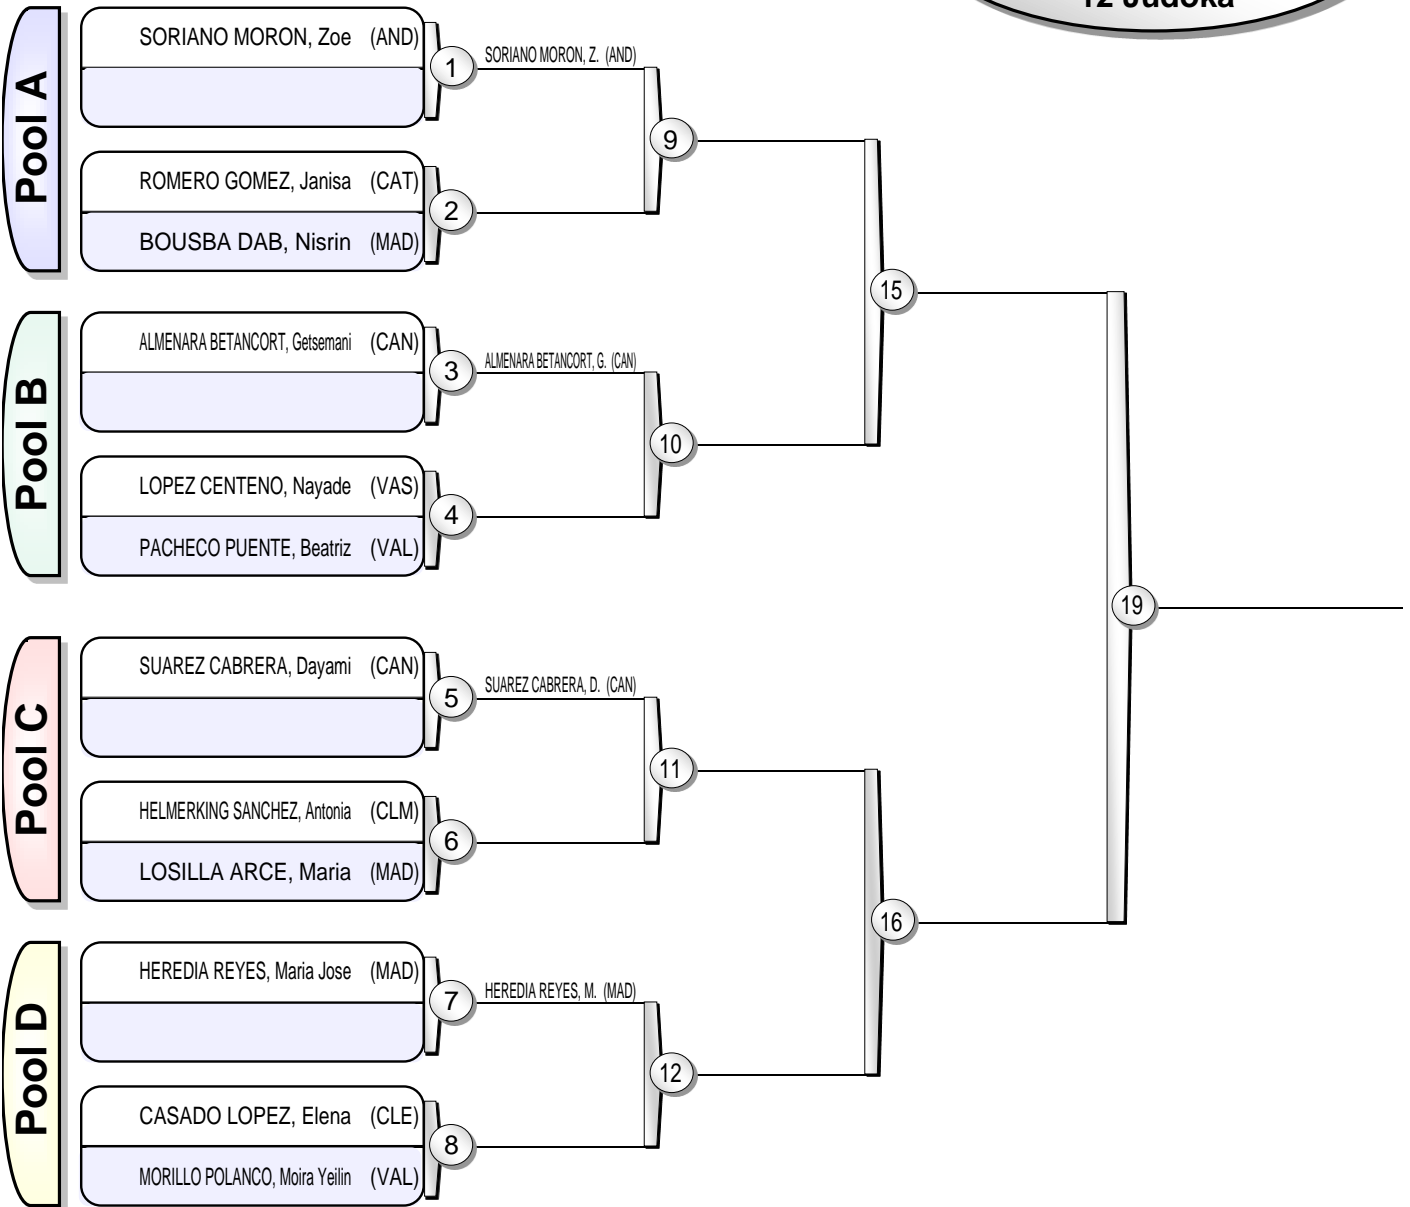 12 Judoka
Pool A
SORIANO MORON, Zoe (AND)
1
SORIANO MORON, Z. (AND)
9
ROMERO GOMEZ, Janisa (CAT)
BOUSBA DAB, Nisrin (MAD)
2
15
Pool B
ALMENARA BETANCORT, Getsemani (CAN)
3
ALMENARA BETANCORT, G. (CAN)
10
LOPEZ CENTENO, Nayade (VAS)
PACHECO PUENTE, Beatriz (VAL)
4
19
Pool C
SUAREZ CABRERA, Dayami (CAN)
5
SUAREZ CABRERA, D. (CAN)
11
HELMERKING SANCHEZ, Antonia (CLM)
LOSILLA ARCE, Maria (MAD)
6
16
Pool D
HEREDIA REYES, Maria Jose (MAD)
7
HEREDIA REYES, M. (MAD)
12
CASADO LOPEZ, Elena (CLE)
MORILLO POLANCO, Moira Yeilin (VAL)
8